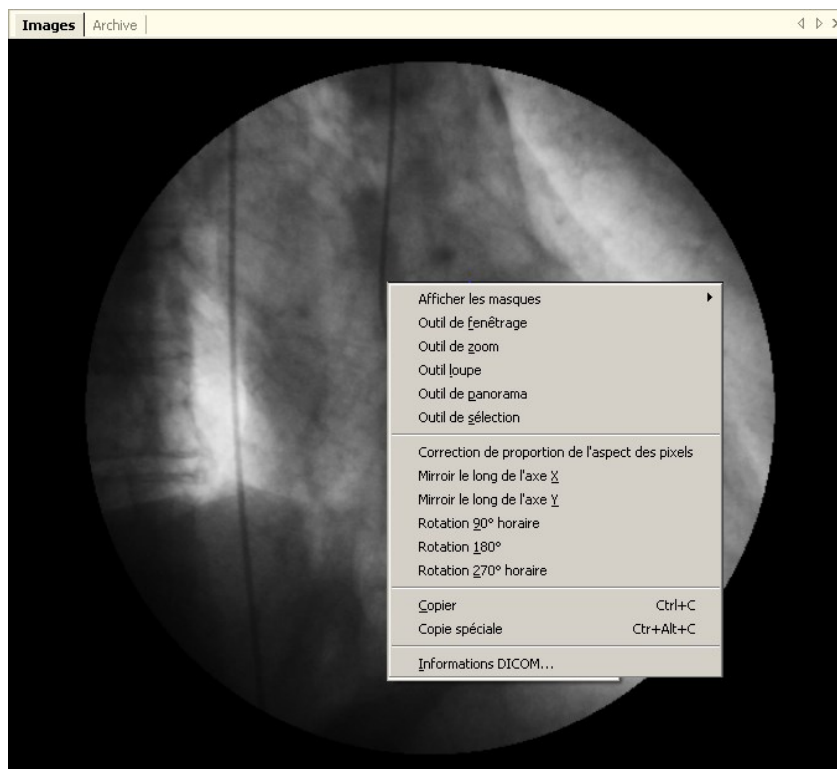 Images Archive
Afficher les masques
Outil de fenêtrage
Outil de zoom
Outil loupe
Outil de panorama
Outil de sélection
Correction de proportion de l'aspect des pixels
Mirroir le long de l'axe X
Mirroir le long de l'axe Y
Rotation 90° horaire
Rotation 180°
Rotation 270° horaire
Copier Ctrl+C
Copie spéciale Ctr+Alt+C
Informations DICOM...